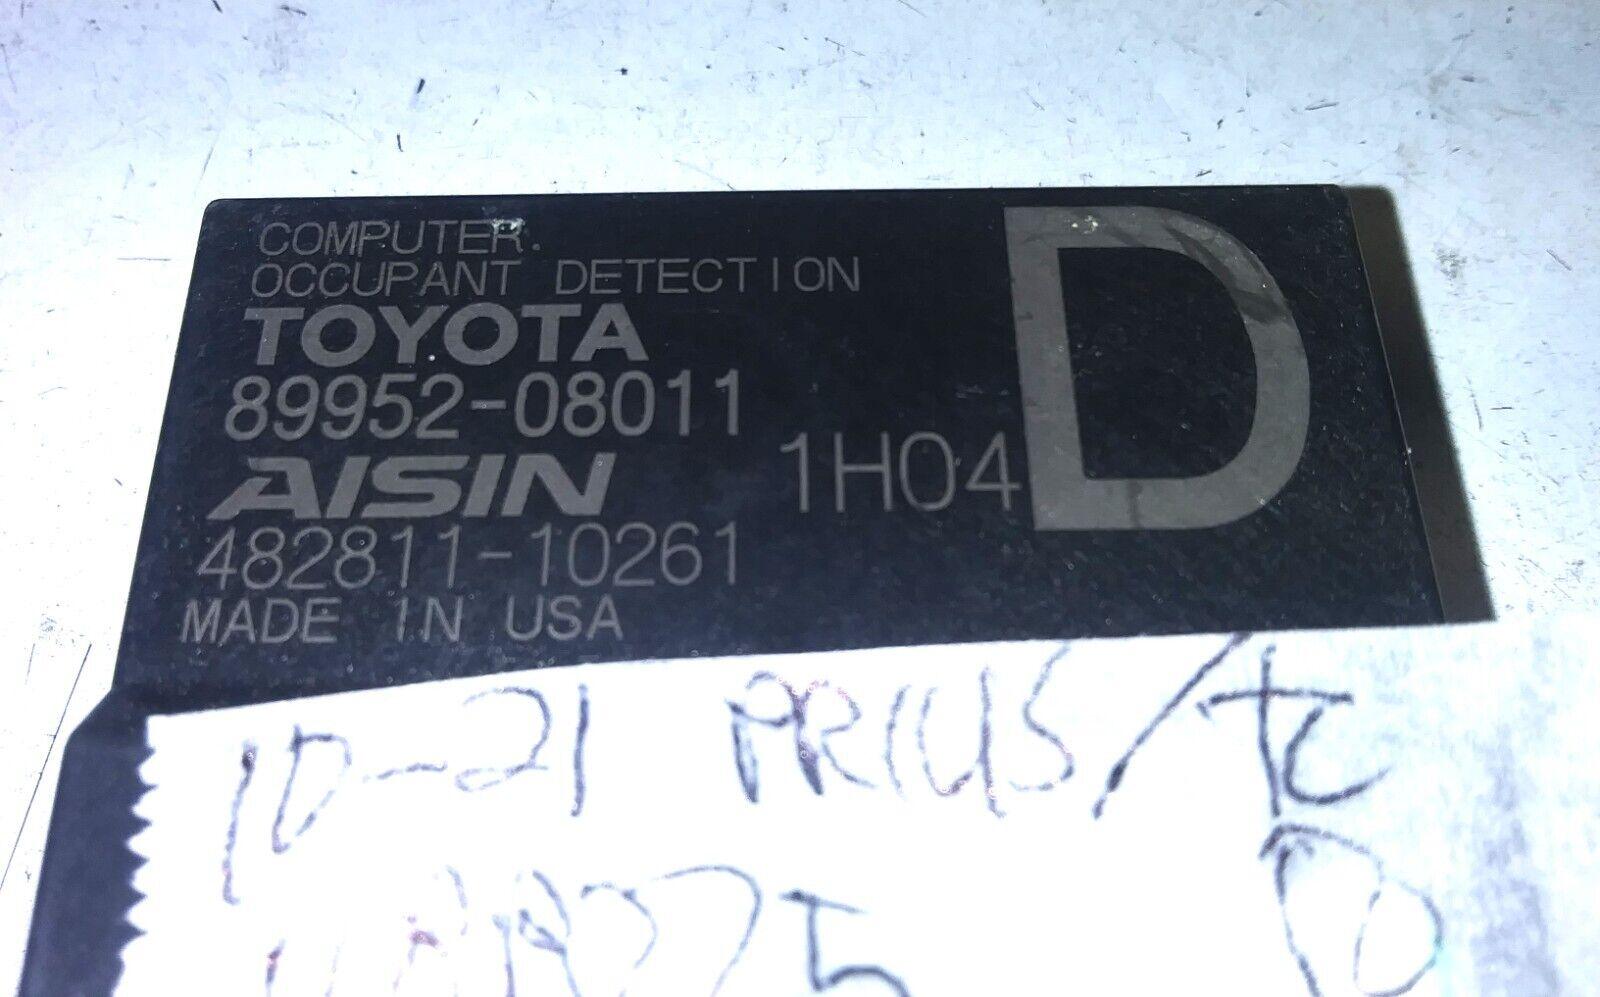 COMPUTER.
OCCUPANT DETECTION
TOYOTA
89952-08011
AISIN
1H04
D
482811-10261
MADE IN USA
10-21 PRIUS/tc